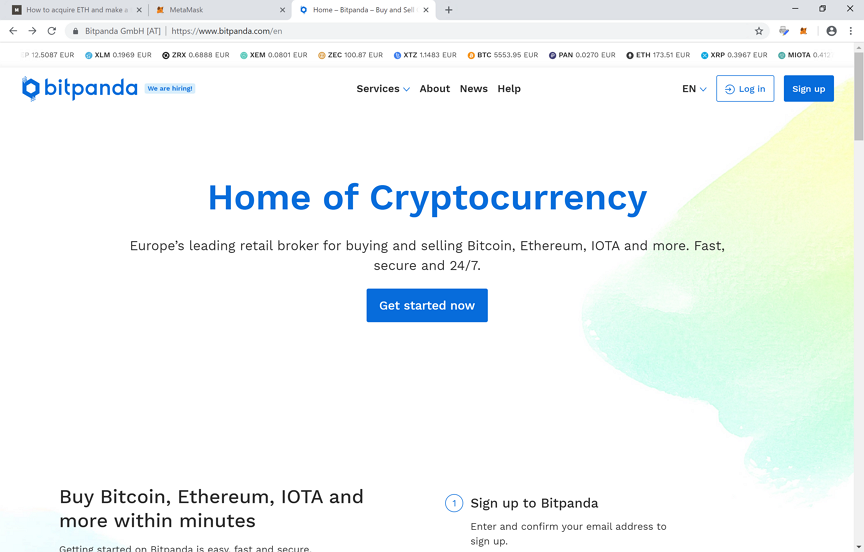 How to acquire ETH and make a
MetaMask
Home – Bitpanda – Buy and Sell
Bitpanda GmbH [AT] | https://www.bitpanda.com/en
12.5087 EUR XLM 0.1969 EUR ZRX 0.6888 EUR XEM 0.0801 EUR ZEC 100.87 EUR XTZ 1.1483 EUR BTC 5553.95 EUR PAN 0.0270 EUR ETH 173.51 EUR XRP 0.3967 EUR MIOTA
bitpanda We are hiring! Services About News Help EN Log in Sign up
Home of Cryptocurrency
Europe’s leading retail broker for buying and selling Bitcoin, Ethereum, IOTA and more. Fast,
secure and 24/7.
Get started now
Buy Bitcoin, Ethereum, IOTA and
more within minutes
Getting started on Bitpanda is easy, fast and secure.
1 Sign up to Bitpanda
Enter and confirm your email address to
sign up.